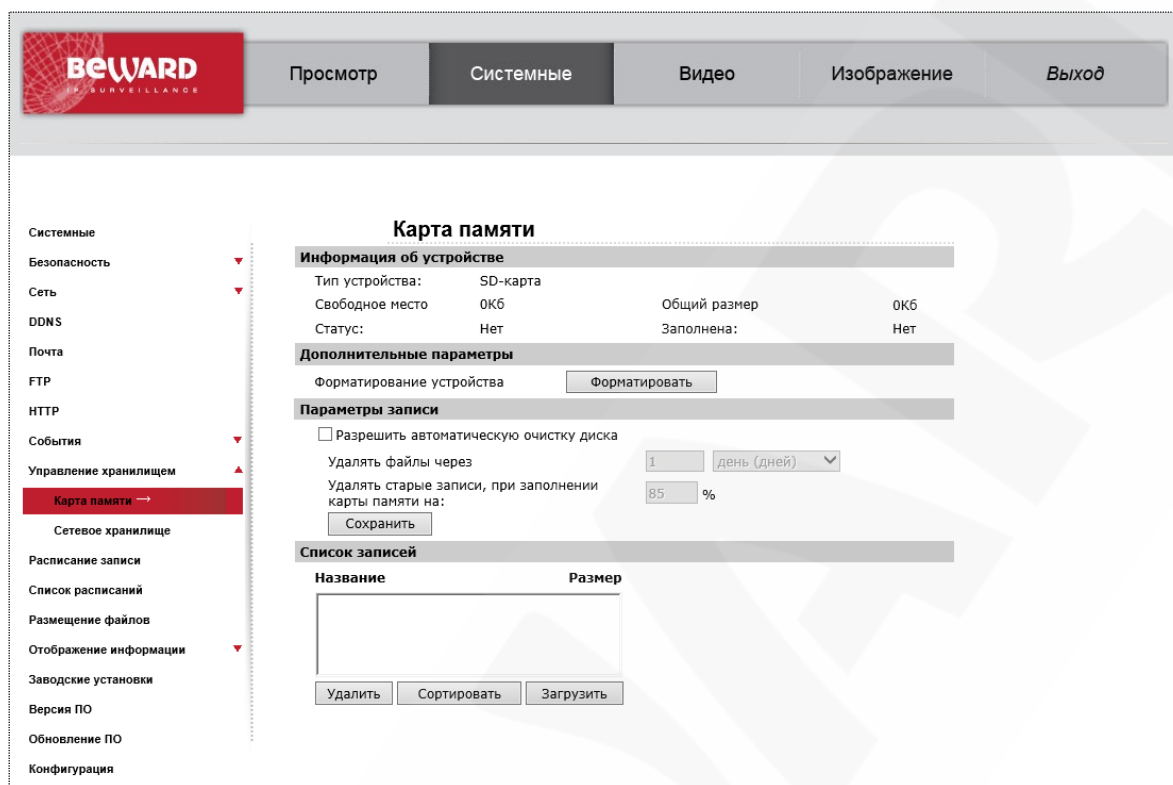 BEWARD
IP SURVEILLANCE
Просмотр
Системные
Видео
Изображение
Выход
Системные
Безопасность
Сеть
DDNS
Почта
FTP
HTTP
События
Управление хранилищем
Карта памяти →
Сетевое хранилище
Расписание записи
Список расписаний
Размещение файлов
Отображение информации
Заводские установки
Версия ПО
Обновление ПО
Конфигурация
Карта памяти
Информация об устройстве
Тип устройства: SD-карта
Свободное место 0Кб Общий размер 0Кб
Статус: Нет Заполнена: Нет
Дополнительные параметры
Форматирование устройства Форматировать
Параметры записи
Разрешить автоматическую очистку диска
Удалять файлы через 1 день (дней)
Удалять старые записи, при заполнении
карты памяти на: 85 %
Сохранить
Список записей
Название Размер
Удалить Сортировать Загрузить